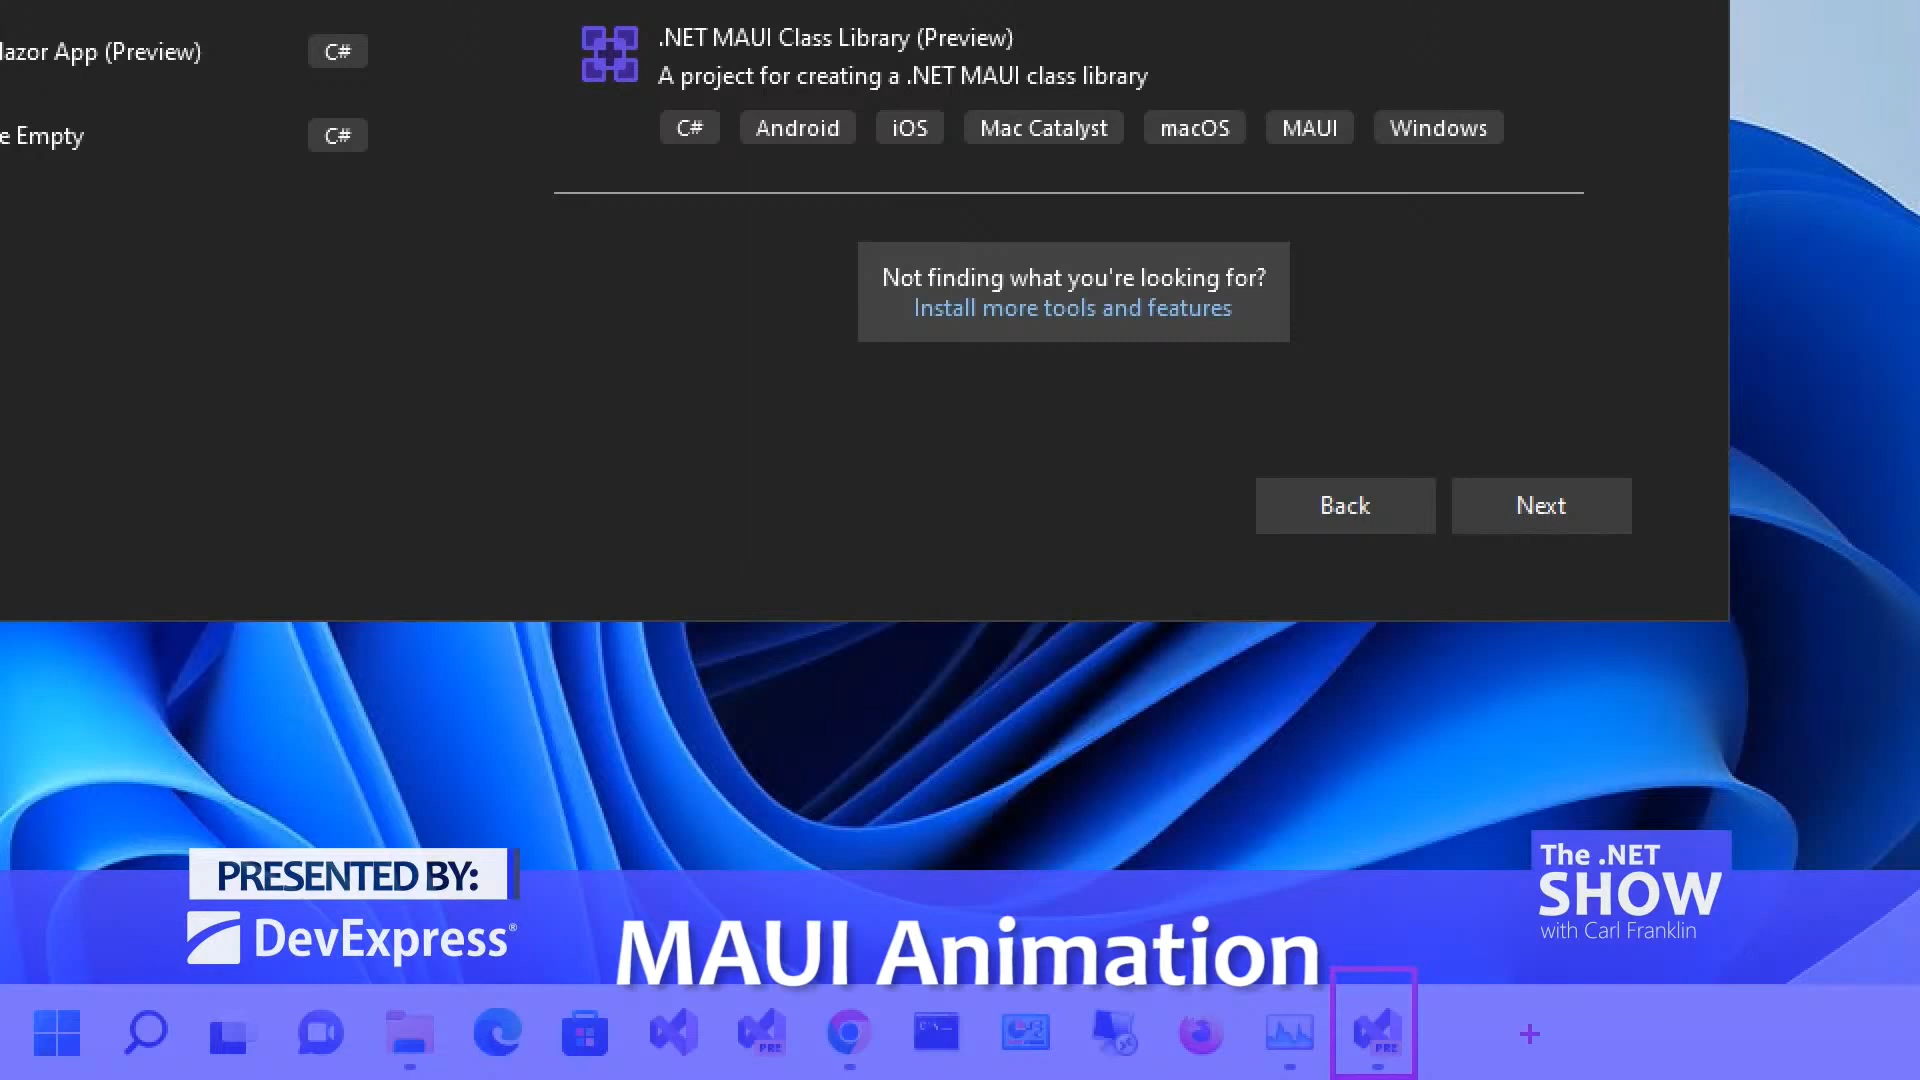 lazor App (Preview)
C#
e Empty
C#
.NET MAUI Class Library (Preview)
A project for creating a .NET MAUI class library
C#
Android
iOS
Mac Catalyst
macOS
MAUI
Windows
Not finding what you're looking for?
Install more tools and features
Back
Next
PRESENTED BY:
DevExpress®
MAUI Animation
The .NET
SHOW
with Carl Franklin
PRE
PRE